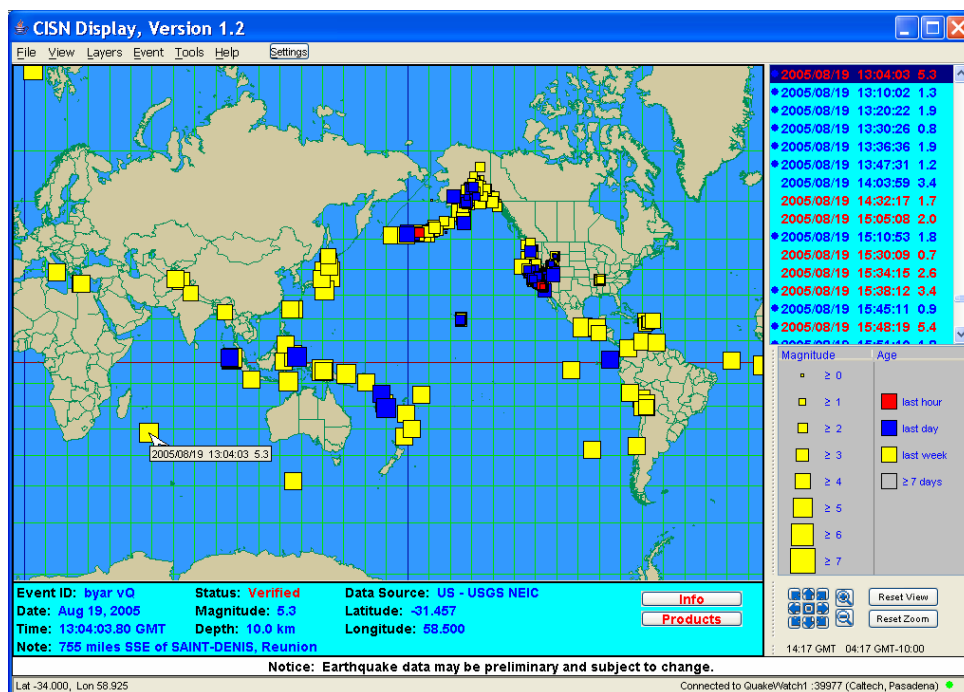 CISN Display, Version 1.2
File View Layers Event Tools Help Settings
2005/08/19 13:04:03 5.3
2005/08/19 13:10:02 1.3
2005/08/19 13:20:22 1.9
2005/08/19 13:30:26 0.8
2005/08/19 13:36:36 1.9
2005/08/19 13:47:31 1.2
2005/08/19 14:03:59 3.4
2005/08/19 14:32:17 1.7
2005/08/19 15:05:08 2.0
2005/08/19 15:10:53 1.8
2005/08/19 15:30:09 0.7
2005/08/19 15:34:15 2.6
2005/08/19 15:38:12 3.4
2005/08/19 15:45:11 0.9
2005/08/19 15:48:19 5.4
2005/08/19 13:04:03 5.3
Magnitude Age
≥ 0
≥ 1 last hour
≥ 2 last day
≥ 3 last week
≥ 4 ≥ 7 days
≥ 5
≥ 6
≥ 7
Reset View
Reset Zoom
14:17 GMT 04:17 GMT-10:00
Event ID: byar vQ Status: Verified Data Source: US - USGS NEIC Info
Date: Aug 19, 2005 Magnitude: 5.3 Latitude: -31.457 Products
Time: 13:04:03.80 GMT Depth: 10.0 km Longitude: 58.500
Note: 755 miles SSE of SAINT-DENIS, Reunion
Notice: Earthquake data may be preliminary and subject to change.
Lat -34.000, Lon 58.925 Connected to QuakeWatch1 :39977 (Caltech, Pasadena)